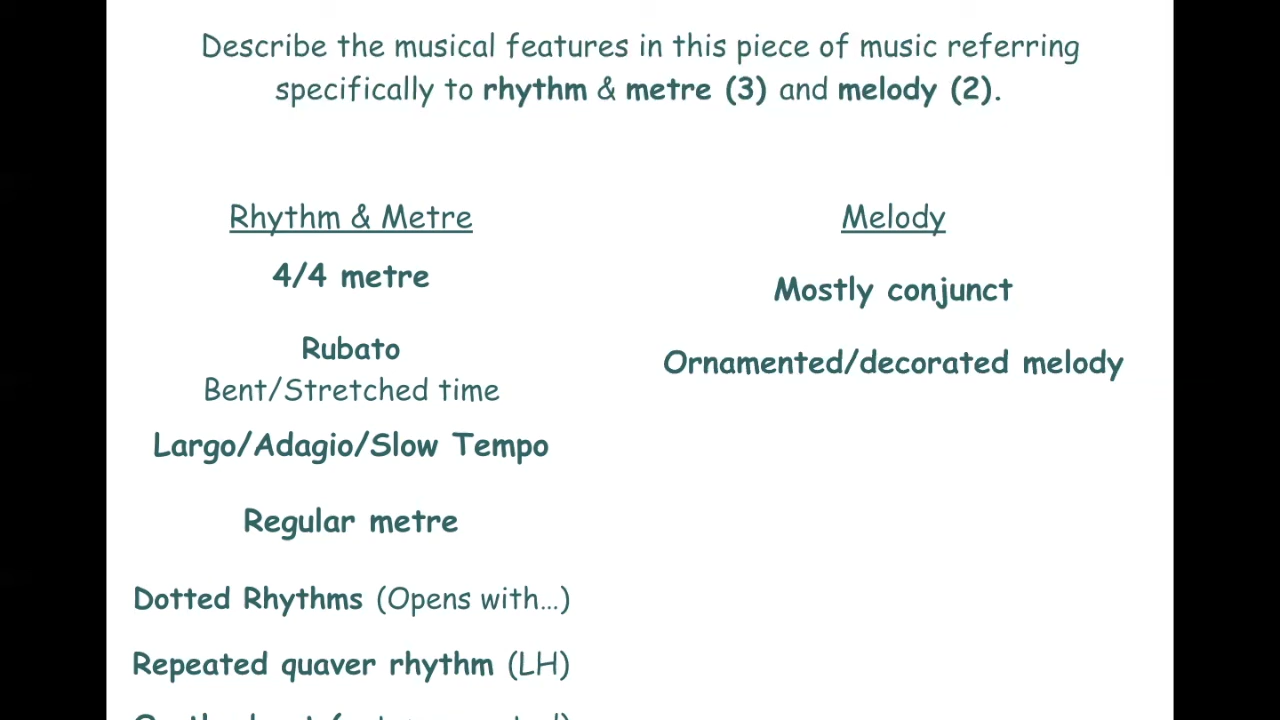 Describe the musical features in this piece of music referring
specifically to rhythm & metre (3) and melody (2).
Rhythm & Metre
4/4 metre
Rubato
Bent/Stretched time
Largo/Adagio/Slow Tempo
Regular metre
Dotted Rhythms (Opens with...)
Repeated quaver rhythm (LH)
Melody
Mostly conjunct
Ornamented/decorated melody